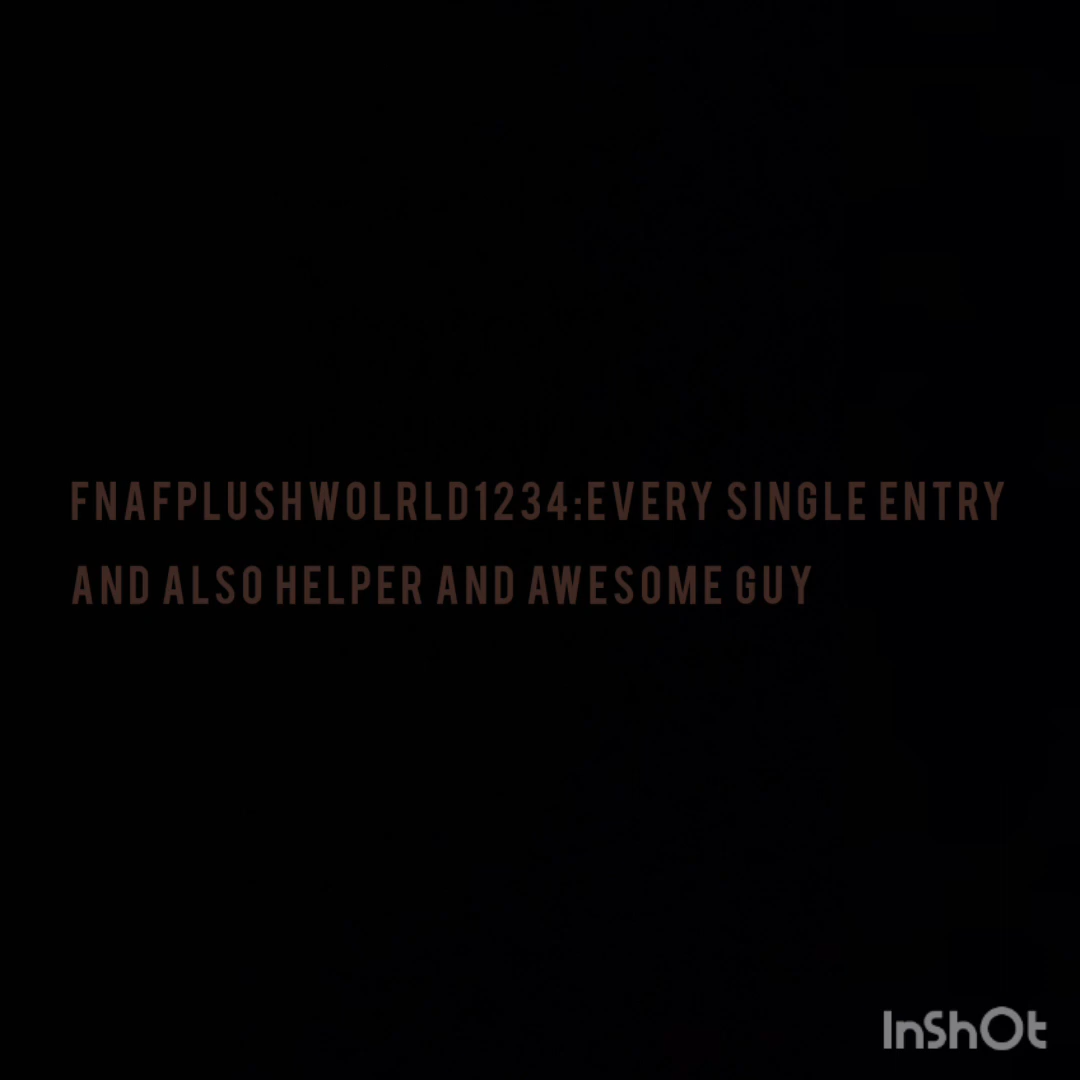 FNAFPLUSHWOLRLD1234:EVERY SINGLE ENTRY
AND ALSO HELPER AND AWESOME GUY
InShOt